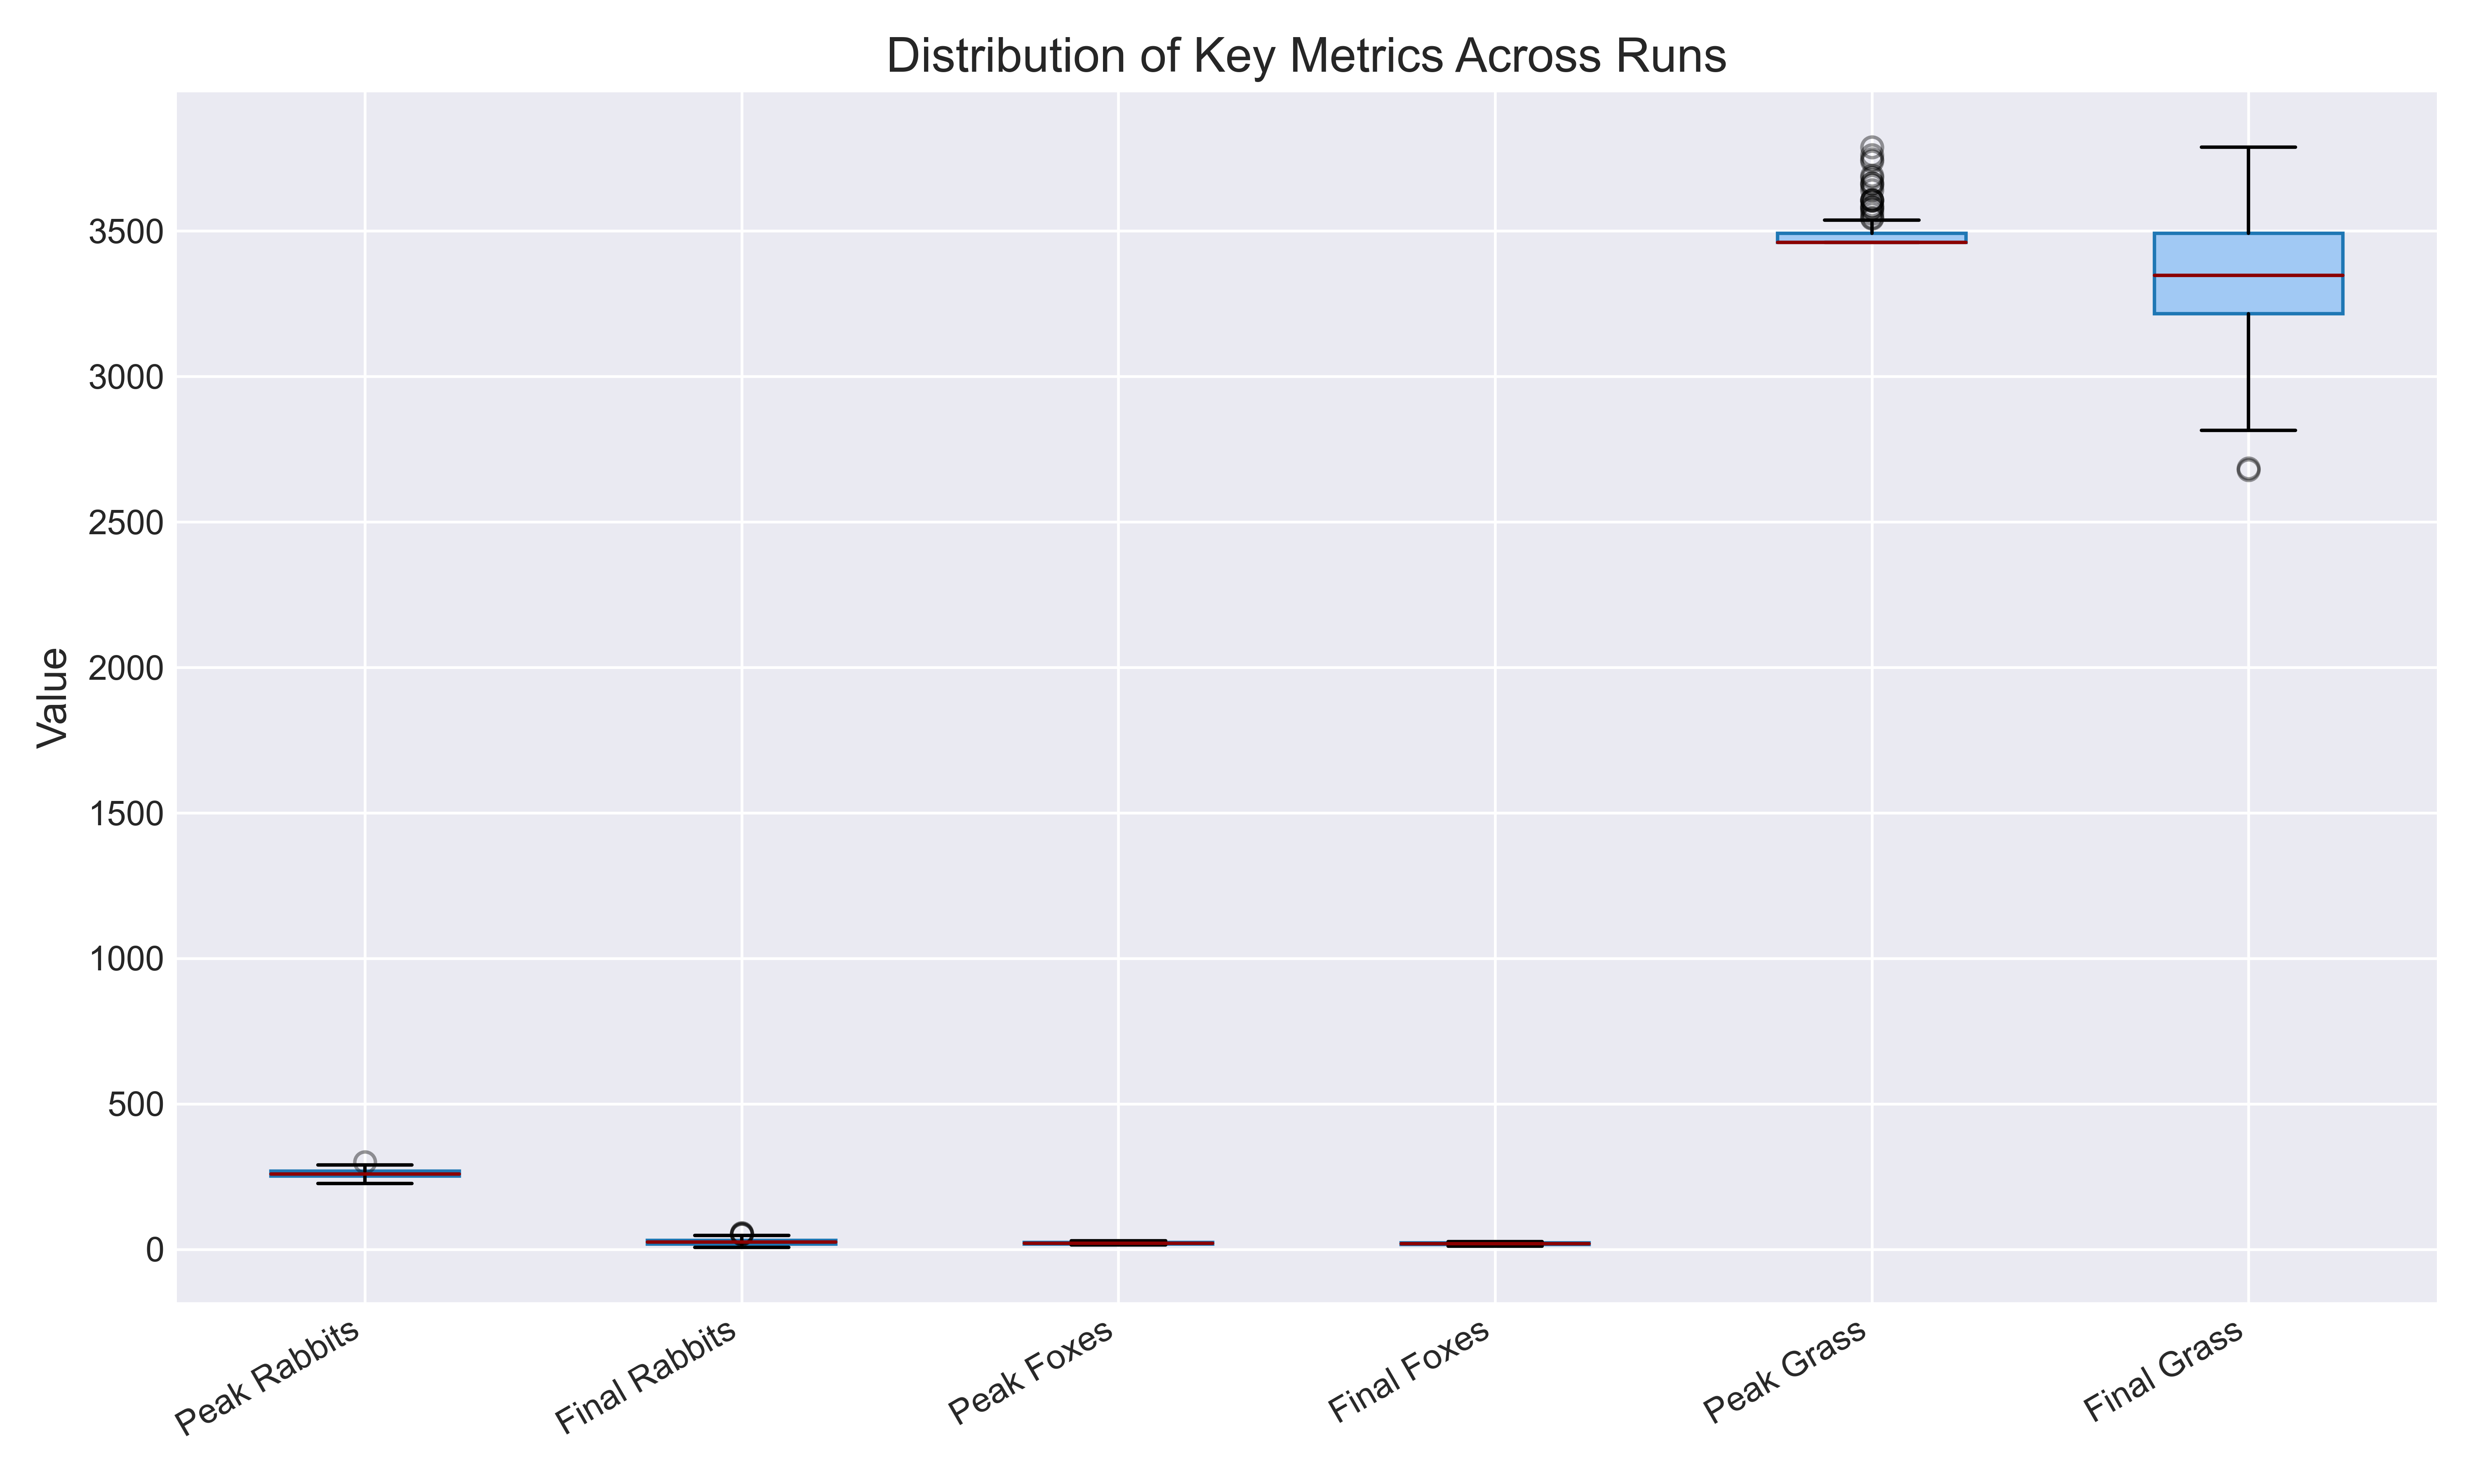 Distribution of Key Metrics Across Runs
Value
3500
3000
2500
2000
1500
1000
500
0
Peak Rabbits
Final Rabbits
Peak Foxes
Final Foxes
Peak Grass
Final Grass